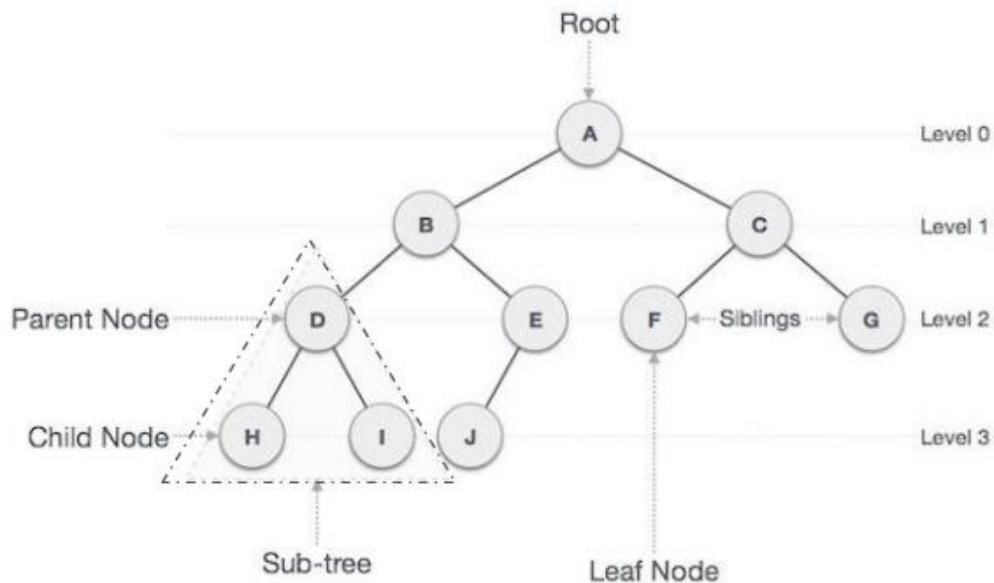 Root
A
Level 0
B
C
Level 1
Parent Node
D
E
F
Siblings
G
Level 2
Child Node
H
I
J
Level 3
Sub-tree
Leaf Node